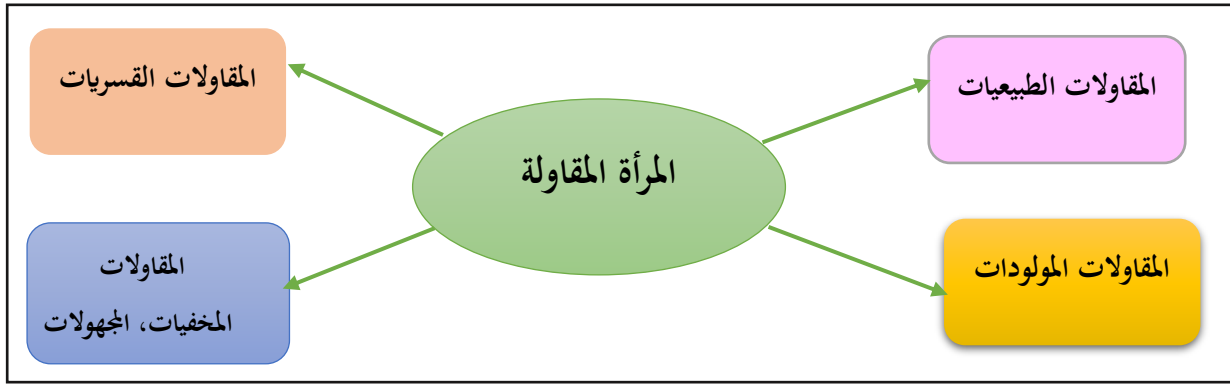 المقاولات الطبيعيات
المقاولات القسريات
المرأة المقاولة
المقاولات المولودات
المقاولات
المخفيات، المجهولات